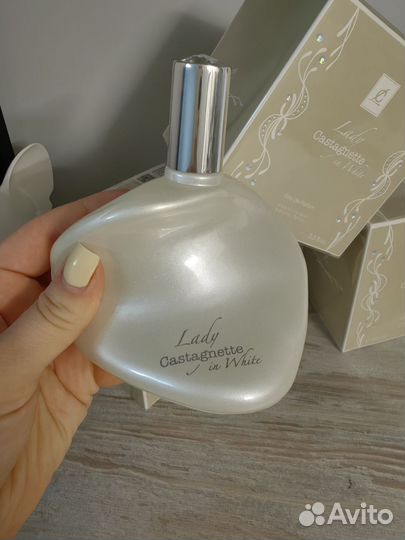 Lady
Castagnette
in White
Lady
Castagnette
in White
Avito